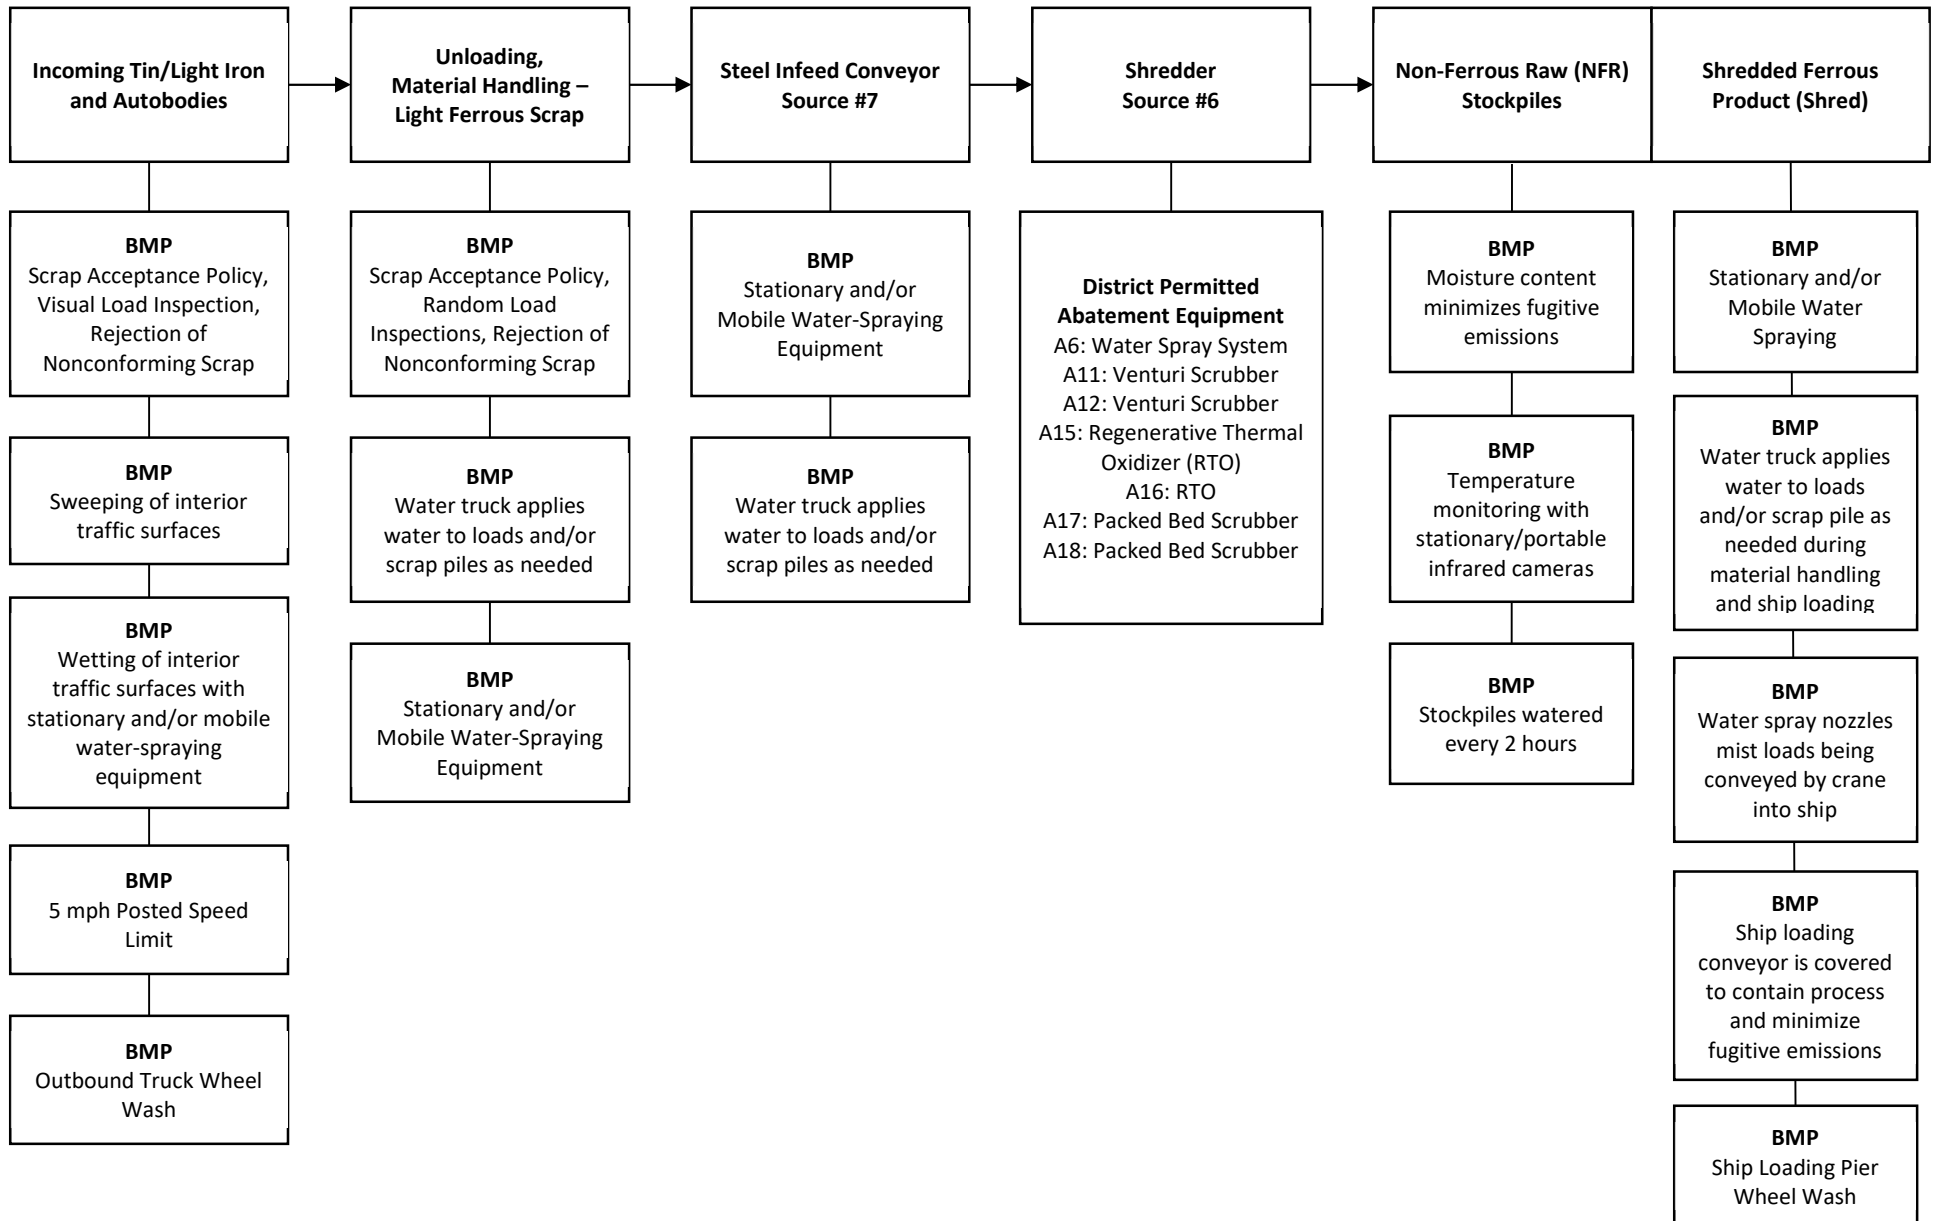 Incoming Tin/Light Iron
and Autobodies
Unloading,
Material Handling –
Light Ferrous Scrap
Steel Infeed Conveyor
Source #7
Shredder
Source #6
Non-Ferrous Raw (NFR)
Stockpiles
Shredded Ferrous
Product (Shred)
BMP
Scrap Acceptance Policy,
Visual Load Inspection,
Rejection of
Nonconforming Scrap
BMP
Sweeping of interior
traffic surfaces
BMP
Wetting of interior
traffic surfaces with
stationary and/or mobile
water-spraying
equipment
BMP
5 mph Posted Speed
Limit
BMP
Outbound Truck Wheel
Wash
BMP
Scrap Acceptance Policy,
Random Load
Inspections, Rejection of
Nonconforming Scrap
BMP
Water truck applies
water to loads and/or
scrap piles as needed
BMP
Stationary and/or
Mobile Water-Spraying
Equipment
BMP
Stationary and/or
Mobile Water-Spraying
Equipment
BMP
Water truck applies
water to loads and/or
scrap piles as needed
District Permitted
Abatement Equipment
A6: Water Spray System
A11: Venturi Scrubber
A12: Venturi Scrubber
A15: Regenerative Thermal
Oxidizer (RTO)
A16: RTO
A17: Packed Bed Scrubber
A18: Packed Bed Scrubber
BMP
Moisture content
minimizes fugitive
emissions
BMP
Temperature
monitoring with
stationary/portable
infrared cameras
BMP
Stockpiles watered
every 2 hours
BMP
Stationary and/or
Mobile Water
Spraying
BMP
Water truck applies
water to loads
and/or scrap pile as
needed during
material handling
and ship loading
BMP
Water spray nozzles
mist loads being
conveyed by crane
into ship
BMP
Ship loading
conveyor is covered
to contain process
and minimize
fugitive emissions
BMP
Ship Loading Pier
Wheel Wash